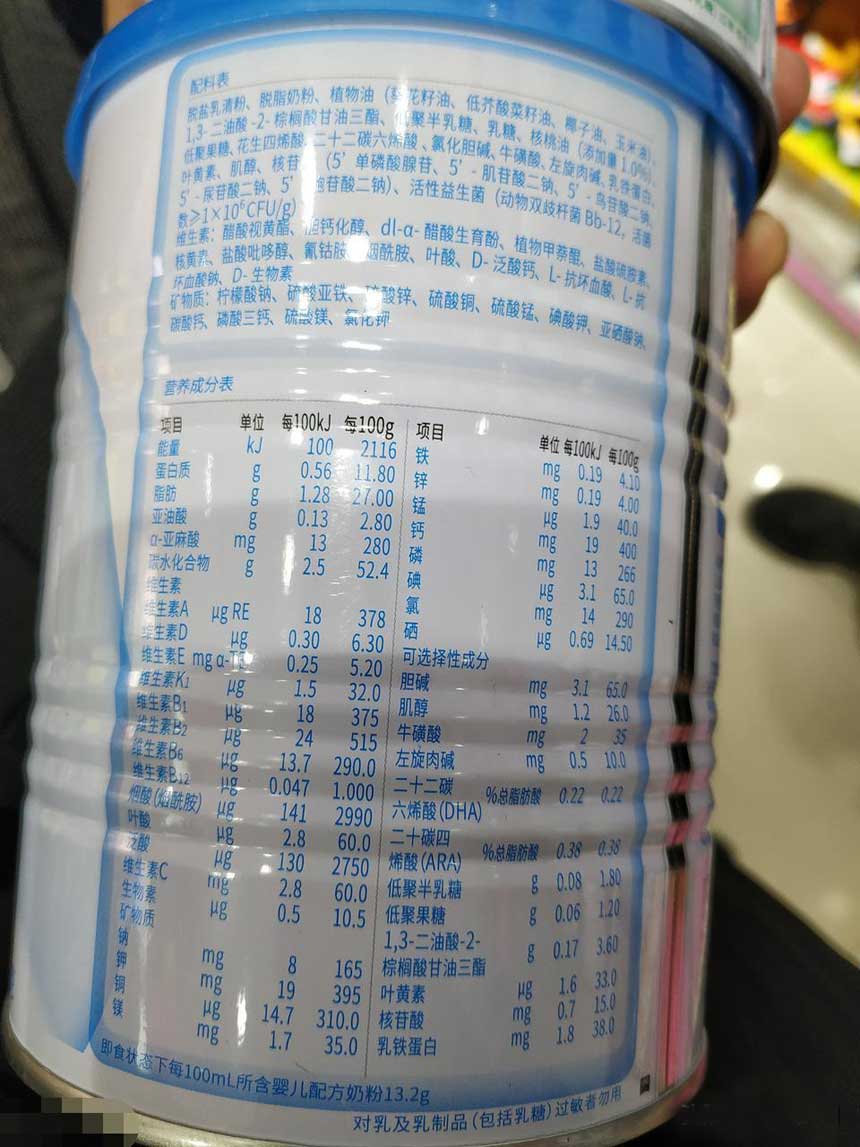 配料表
脱盐乳清粉、脱脂奶粉、植物油（葵花籽油、低芥酸菜籽油、椰子油、玉米油）、
1,3-二油酸-2-棕榈酸甘油三酯、低聚半乳糖、乳糖、核桃油（添加量1.0%）、
低聚果糖、花生四烯酸、二十二碳六烯酸、氯化胆碱、牛磺酸、左旋肉碱、乳铁蛋白、
叶黄素、肌醇、核苷（5'单磷酸腺苷、5'-肌苷酸二钠、5'-鸟苷酸二钠、
5'-尿苷酸二钠、5'胞苷酸二钠）、活性益生菌（动物双歧杆菌Bb-12，活菌
数≥1×10⁶CFU/g）
维生素：醋酸视黄酯、胆钙化醇、dl-α-醋酸生育酚、植物甲萘醌、盐酸硫胺素、
核黄素、盐酸吡哆醇、氰钴胺、烟酰胺、叶酸、D-泛酸钙、L-抗坏血酸、L-抗
坏血酸钠、D-生物素
矿物质：柠檬酸钠、硫酸亚铁、硫酸锌、硫酸铜、硫酸锰、碘酸钾、亚硒酸钠、
碳酸钙、磷酸三钙、硫酸镁、氯化钾
营养成分表
项目 单位 每100kJ 每100g
能量 kJ 100 2116
蛋白质 g 0.56 11.80
脂肪 g 1.28 27.00
亚油酸 g 0.13 2.80
α-亚麻酸 mg 13 280
碳水化合物 g 2.5 52.4
维生素
维生素A μg RE 18 378
维生素D μg 0.30 6.30
维生素E mg α-TE 0.25 5.20
维生素K₁ μg 1.5 32.0
维生素B₁ μg 18 375
维生素B₂ μg 24 515
维生素B₆ μg 13.7 290.0
维生素B₁₂ μg 0.047 1.000
烟酸(烟酰胺) μg 141 2990
叶酸 μg 2.8 60.0
泛酸 μg 130 2750
维生素C mg 2.8 60.0
生物素 μg 0.5 10.5
矿物质
钠 mg 8 165
钾 mg 19 395
铜 μg 14.7 310.0
镁 mg 1.7 35.0
项目 单位 每100kJ 每100g
铁 mg 0.19 4.10
锌 mg 0.19 4.00
锰 μg 1.9 40.0
钙 mg 19 400
磷 mg 13 266
碘 μg 3.1 65.0
氯 mg 14 290
硒 μg 0.69 14.50
可选择性成分
胆碱 mg 3.1 65.0
肌醇 mg 1.2 26.0
牛磺酸 mg 2 35
左旋肉碱 mg 0.5 10.0
二十二碳
六烯酸(DHA) %总脂肪酸 0.22 0.22
二十碳四
烯酸(ARA) %总脂肪酸 0.38 0.38
低聚半乳糖 g 0.08 1.80
低聚果糖 g 0.06 1.20
1,3-二油酸-2-
棕榈酸甘油三酯 g 0.17 3.60
叶黄素 μg 1.6 33.0
核苷酸 mg 0.7 15.0
乳铁蛋白 mg 1.8 38.0
即食状态下每100mL所含婴儿配方奶粉13.2g
对乳及乳制品(包括乳糖)过敏者勿用